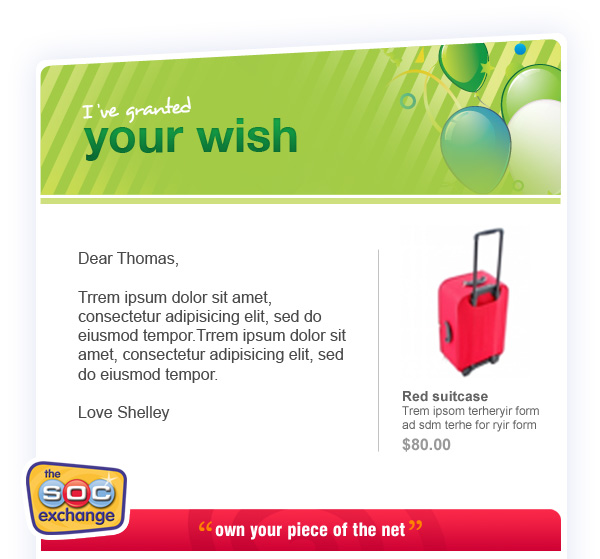 I've granted
your wish
Dear Thomas,
Trrem ipsum dolor sit amet,
consectetur adipisicing elit, sed do
eiusmod tempor.Trrem ipsum dolor sit
amet, consectetur adipisicing elit, sed
do eiusmod tempor.
Love Shelley
Red suitcase
Trem ipsom terheryir form
ad sdm terhe for ryir form
$80.00
the
SOC
exchange
“own your piece of the net”